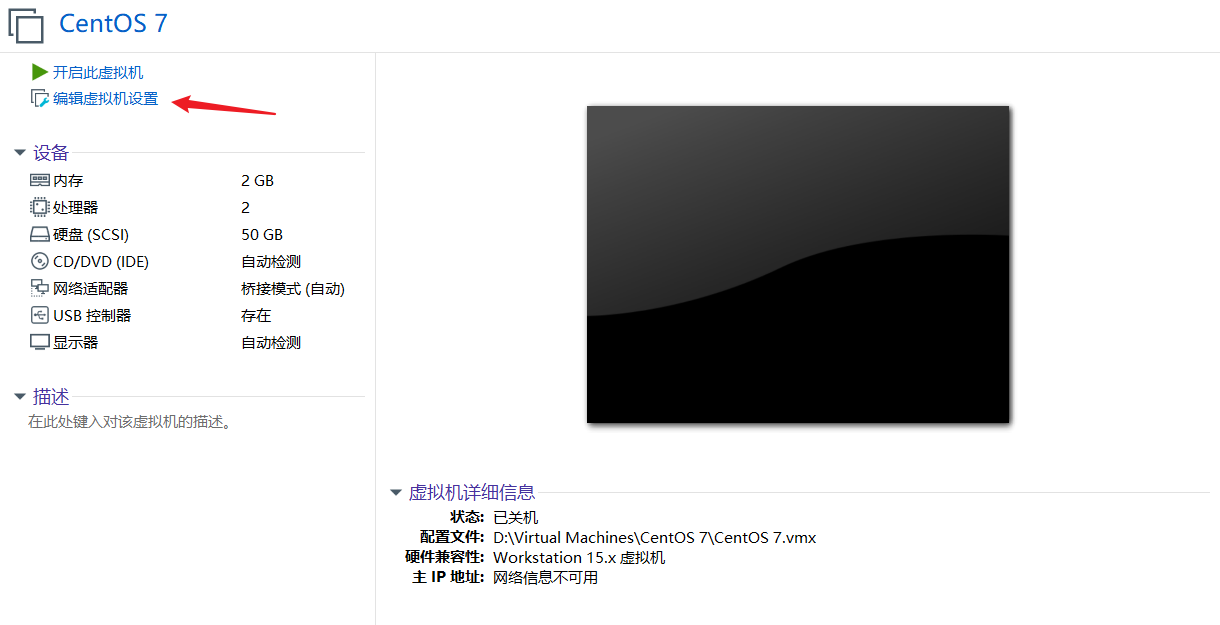 CentOS 7
开启此虚拟机
编辑虚拟机设置
设备
内存 2 GB
处理器 2
硬盘 (SCSI) 50 GB
CD/DVD (IDE) 自动检测
网络适配器 桥接模式 (自动)
USB 控制器 存在
显示器 自动检测
描述
在此处键入对该虚拟机的描述。
虚拟机详细信息
状态: 已关机
配置文件: D:\Virtual Machines\CentOS 7\CentOS 7.vmx
硬件兼容性: Workstation 15.x 虚拟机
主 IP 地址: 网络信息不可用